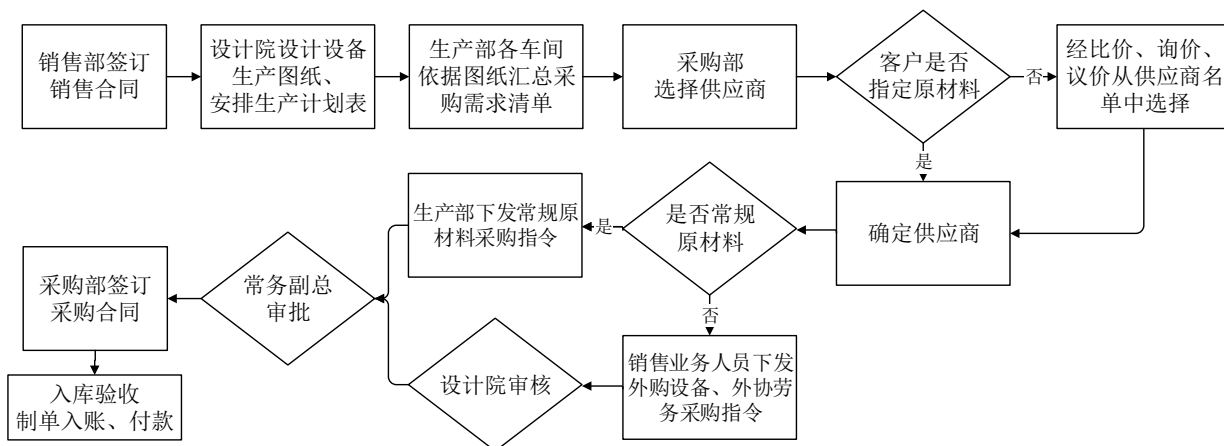 销售部签订
销售合同
设计院设计设备
生产图纸、
安排生产计划表
生产部各车间
依据图纸汇总采
购需求清单
采购部
选择供应商
客户是否
指定原材料
否
经比价、询价、
议价从供应商名
单中选择
是
确定供应商
是否常规
原材料
是
生产部下发常规原
材料采购指令
否
销售业务人员下发
外购设备、外协劳
务采购指令
设计院审核
常务副总
审批
采购部签订
采购合同
入库验收
制单入账、付款